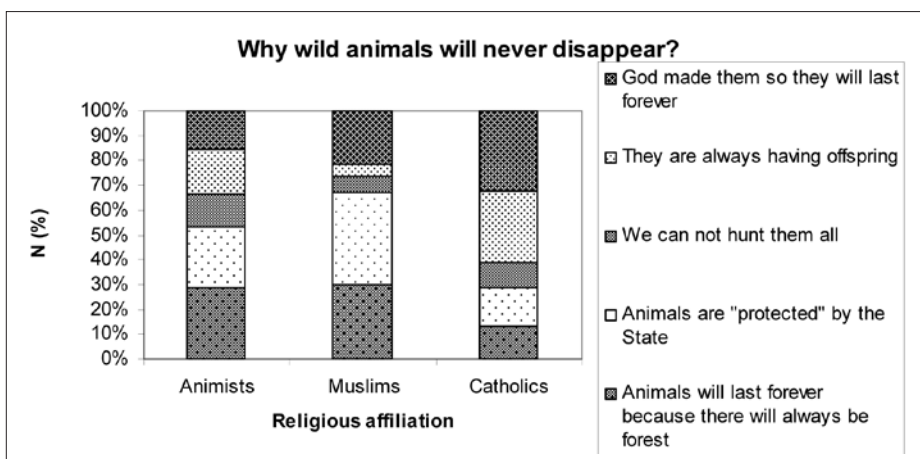 Why wild animals will never disappear?
100%
90%
80%
70%
60%
50%
40%
30%
20%
10%
0%
N (%)
Animists
Muslims
Catholics
Religious affiliation
God made them so they will last
forever
They are always having offspring
We can not hunt them all
Animals are "protected" by the
State
Animals will last forever
because there will always be
forest